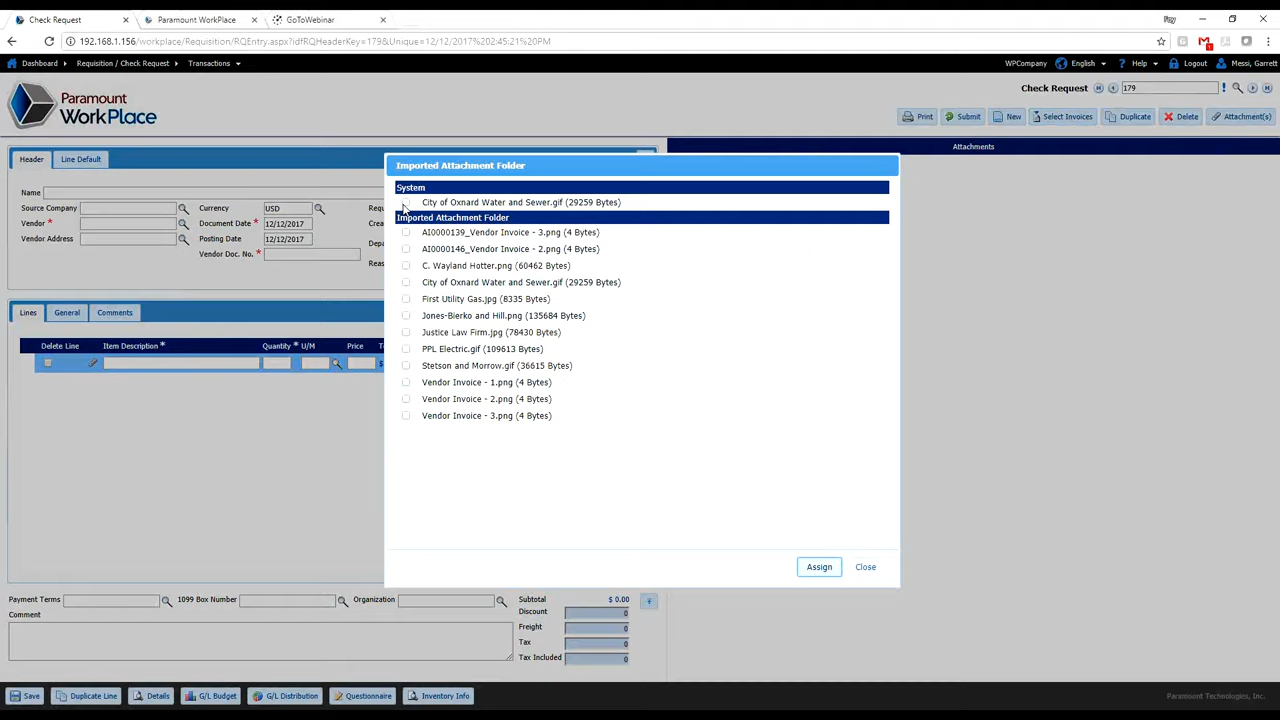 Check Request
Paramount WorkPlace
GoToWebinar
192.168.1.156/workplace/Requisition/RQEntry.aspx?idfRQHeaderKey=179&Unique=12/12/2017%202:45:21%20PM
Dashboard Requisition / Check Request Transactions WPCompany English Help Logout Messi, Garrett
Paramount
WorkPlace
Check Request 179
Print Submit New Select Invoices Duplicate Delete Attachment(s)
Header Line Default
Attachments
Name
Source Company Currency USD
Vendor * Document Date * 12/12/2017
Vendor Address Posting Date 12/12/2017
Vendor Doc. No. *
Imported Attachment Folder
System
City of Oxnard Water and Sewer.gif (29259 Bytes)
Imported Attachment Folder
AI0000139_Vendor Invoice - 3.png (4 Bytes)
AI0000146_Vendor Invoice - 2.png (4 Bytes)
C. Wayland Hotter.png (60462 Bytes)
City of Oxnard Water and Sewer.gif (29259 Bytes)
First Utility Gas.jpg (8335 Bytes)
Jones-Bierko and Hill.png (135684 Bytes)
Justice Law Firm.jpg (78430 Bytes)
PPL Electric.gif (109613 Bytes)
Stetson and Morrow.gif (36615 Bytes)
Vendor Invoice - 1.png (4 Bytes)
Vendor Invoice - 2.png (4 Bytes)
Vendor Invoice - 3.png (4 Bytes)
Assign Close
Lines General Comments
Delete Line Item Description * Quantity * U/M Price
Payment Terms 1099 Box Number Organization Subtotal $ 0.00
Comment
Discount 0
Freight 0
Tax 0
Tax Included 0
Save Duplicate Line Details G/L Budget G/L Distribution Questionnaire Inventory Info
Paramount Technologies, Inc.